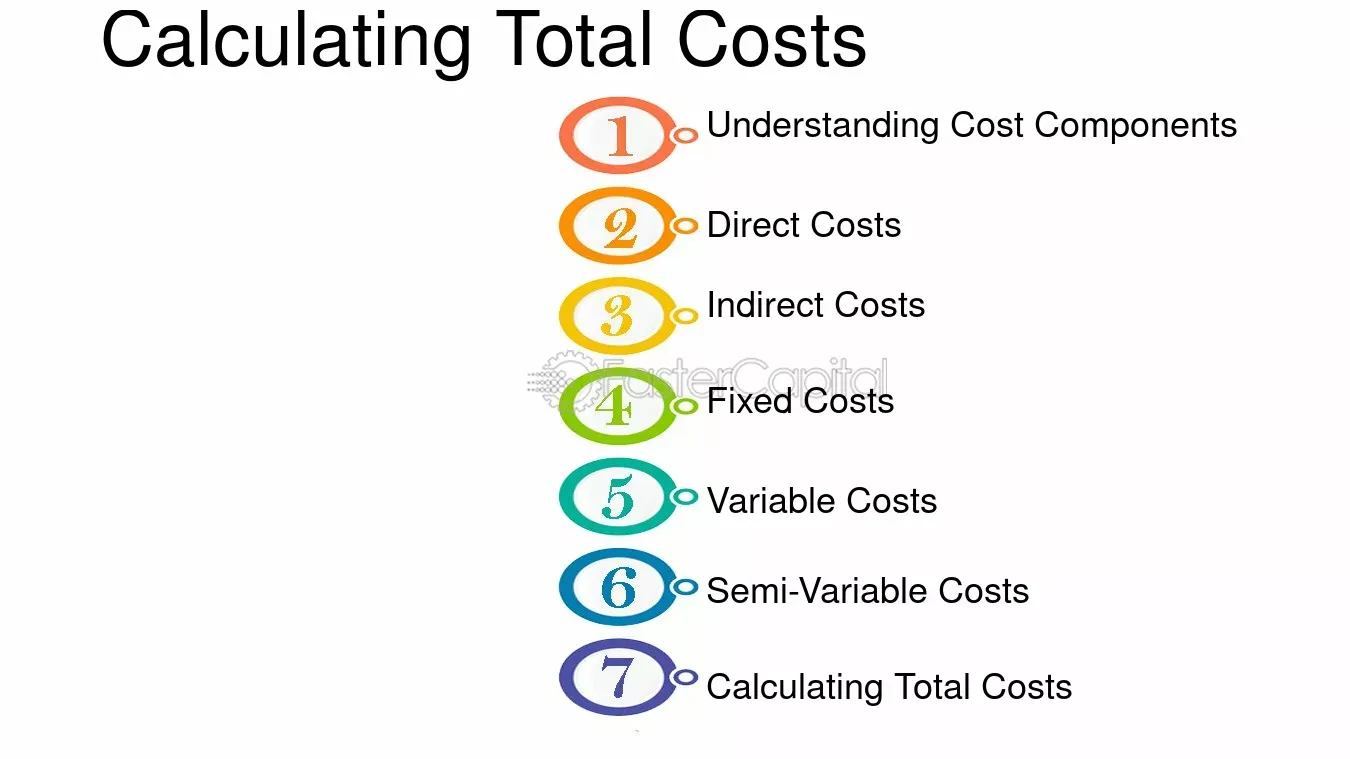 Calculating Total Costs
1 Understanding Cost Components
2 Direct Costs
3 Indirect Costs
FasterCapital
4 Fixed Costs
5 Variable Costs
6 Semi-Variable Costs
7 Calculating Total Costs